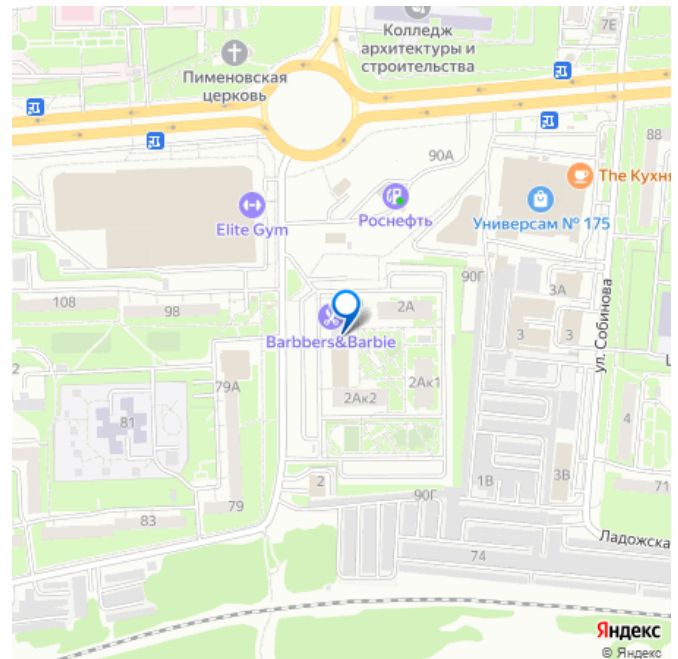 Колледж
архитектуры и
строительства
7Е
Пименовская
церковь
88
90А
The Кухня
Elite Gym
Роснефть
Универсам № 175
90Г
3А
108
98
2А
ул. Собинова
Barbbers&Barbie
3
3
2
79А
2Ак1
2Ак2
81
4
2
1В
3В
71
79
90Г
83
74
Ладожска
Яндекс
© Яндекс